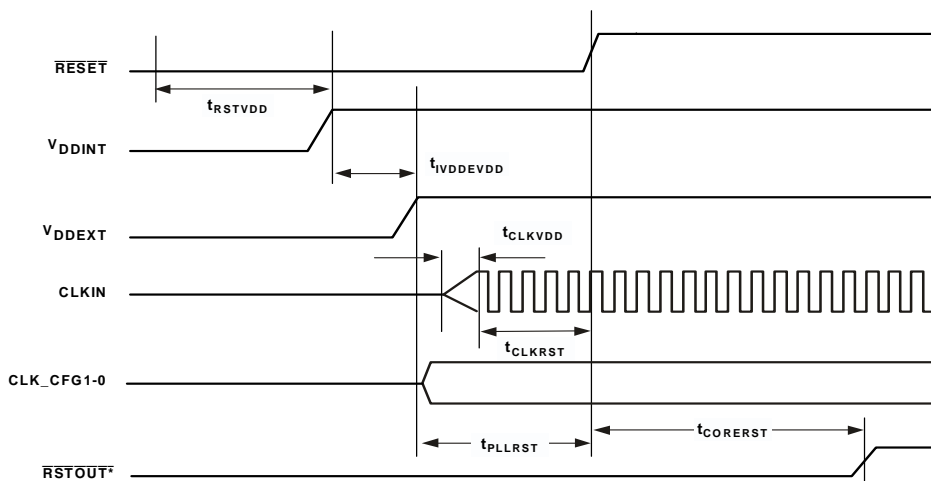 RESET
tRSTVDD
VDDINT
tIVDDEVDD
VDDEXT
tCLKVDD
CLKIN
tCLKRST
CLK_CFG1-0
tCORERST
tPLLRST
RSTOUT*